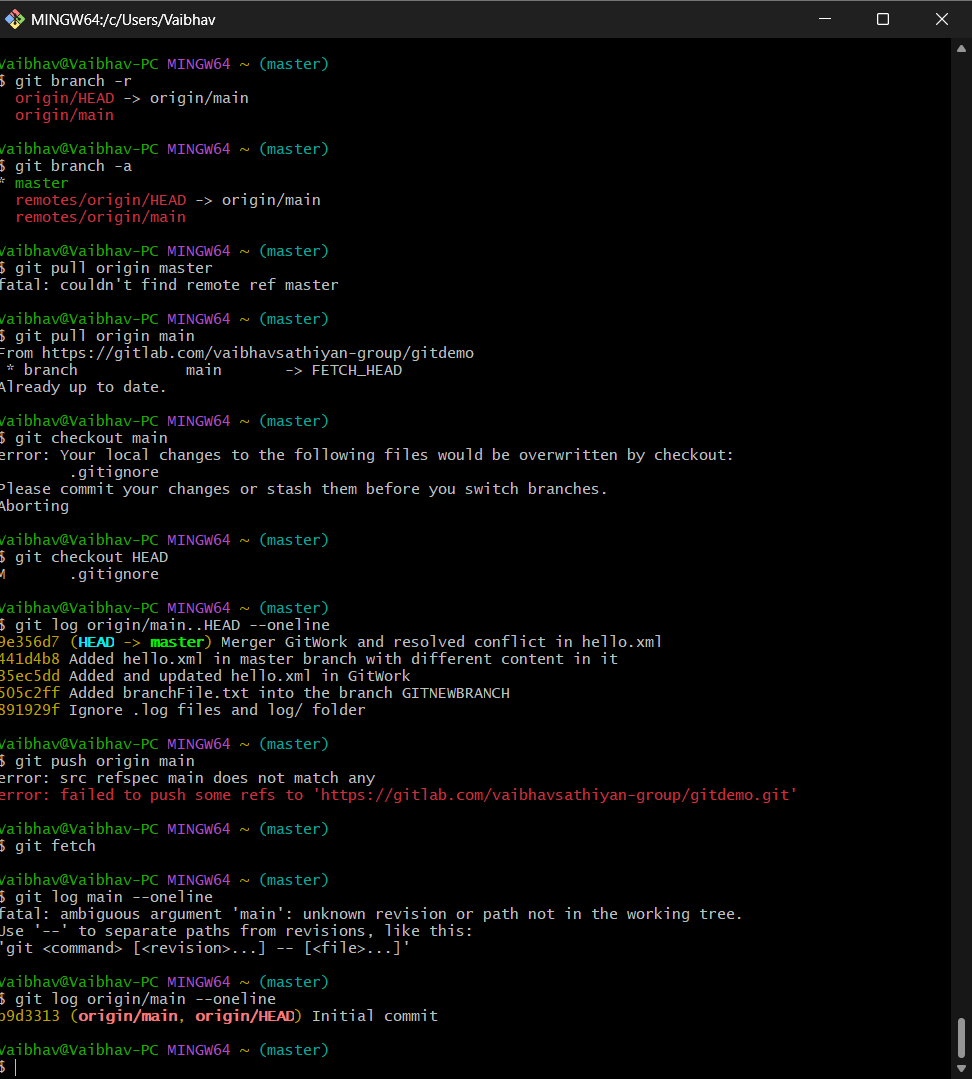 MINGW64:/c/Users/Vaibhav
Vaibhav@Vaibhav-PC MINGW64 ~ (master)
$ git branch -r
origin/HEAD -> origin/main
origin/main
Vaibhav@Vaibhav-PC MINGW64 ~ (master)
$ git branch -a
* master
remotes/origin/HEAD -> origin/main
remotes/origin/main
Vaibhav@Vaibhav-PC MINGW64 ~ (master)
$ git pull origin master
fatal: couldn't find remote ref master
Vaibhav@Vaibhav-PC MINGW64 ~ (master)
$ git pull origin main
From https://gitlab.com/vaibhavsathiyan-group/gitdemo
* branch main -> FETCH_HEAD
Already up to date.
Vaibhav@Vaibhav-PC MINGW64 ~ (master)
$ git checkout main
error: Your local changes to the following files would be overwritten by checkout:
.gitignore
Please commit your changes or stash them before you switch branches.
Aborting
Vaibhav@Vaibhav-PC MINGW64 ~ (master)
$ git checkout HEAD
M .gitignore
Vaibhav@Vaibhav-PC MINGW64 ~ (master)
$ git log origin/main..HEAD --oneline
9e356d7 (HEAD -> master) Merger GitWork and resolved conflict in hello.xml
441d4b8 Added hello.xml in master branch with different content in it
35ec5dd Added and updated hello.xml in GitWork
505c2ff Added branchFile.txt into the branch GITNEWBRANCH
891929f Ignore .log files and log/ folder
Vaibhav@Vaibhav-PC MINGW64 ~ (master)
$ git push origin main
error: src refspec main does not match any
error: failed to push some refs to 'https://gitlab.com/vaibhavsathiyan-group/gitdemo.git'
Vaibhav@Vaibhav-PC MINGW64 ~ (master)
$ git fetch
Vaibhav@Vaibhav-PC MINGW64 ~ (master)
$ git log main --oneline
fatal: ambiguous argument 'main': unknown revision or path not in the working tree.
Use '--' to separate paths from revisions, like this:
'git <command> [<revision>...] -- [<file>...]'
Vaibhav@Vaibhav-PC MINGW64 ~ (master)
$ git log origin/main --oneline
b9d3313 (origin/main, origin/HEAD) Initial commit
Vaibhav@Vaibhav-PC MINGW64 ~ (master)
$